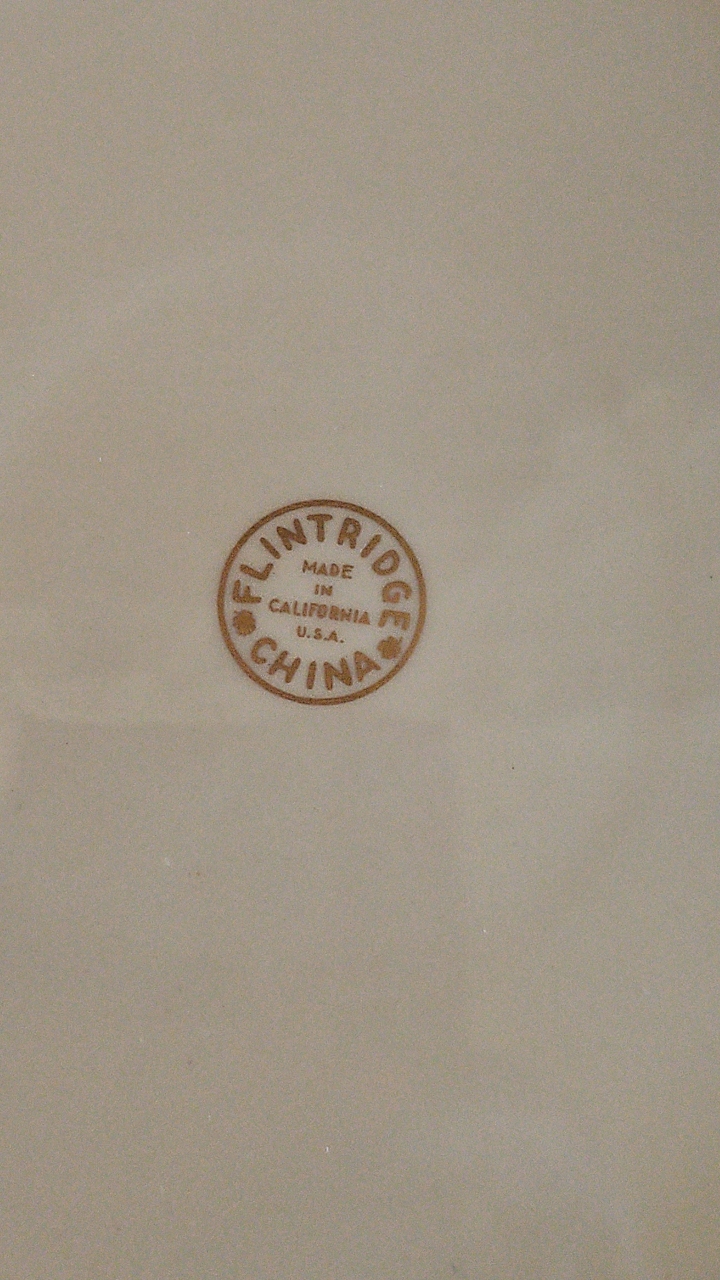 FLINTRIDGE
MADE
IN
CALIFORNIA
U.S.A.
CHINA